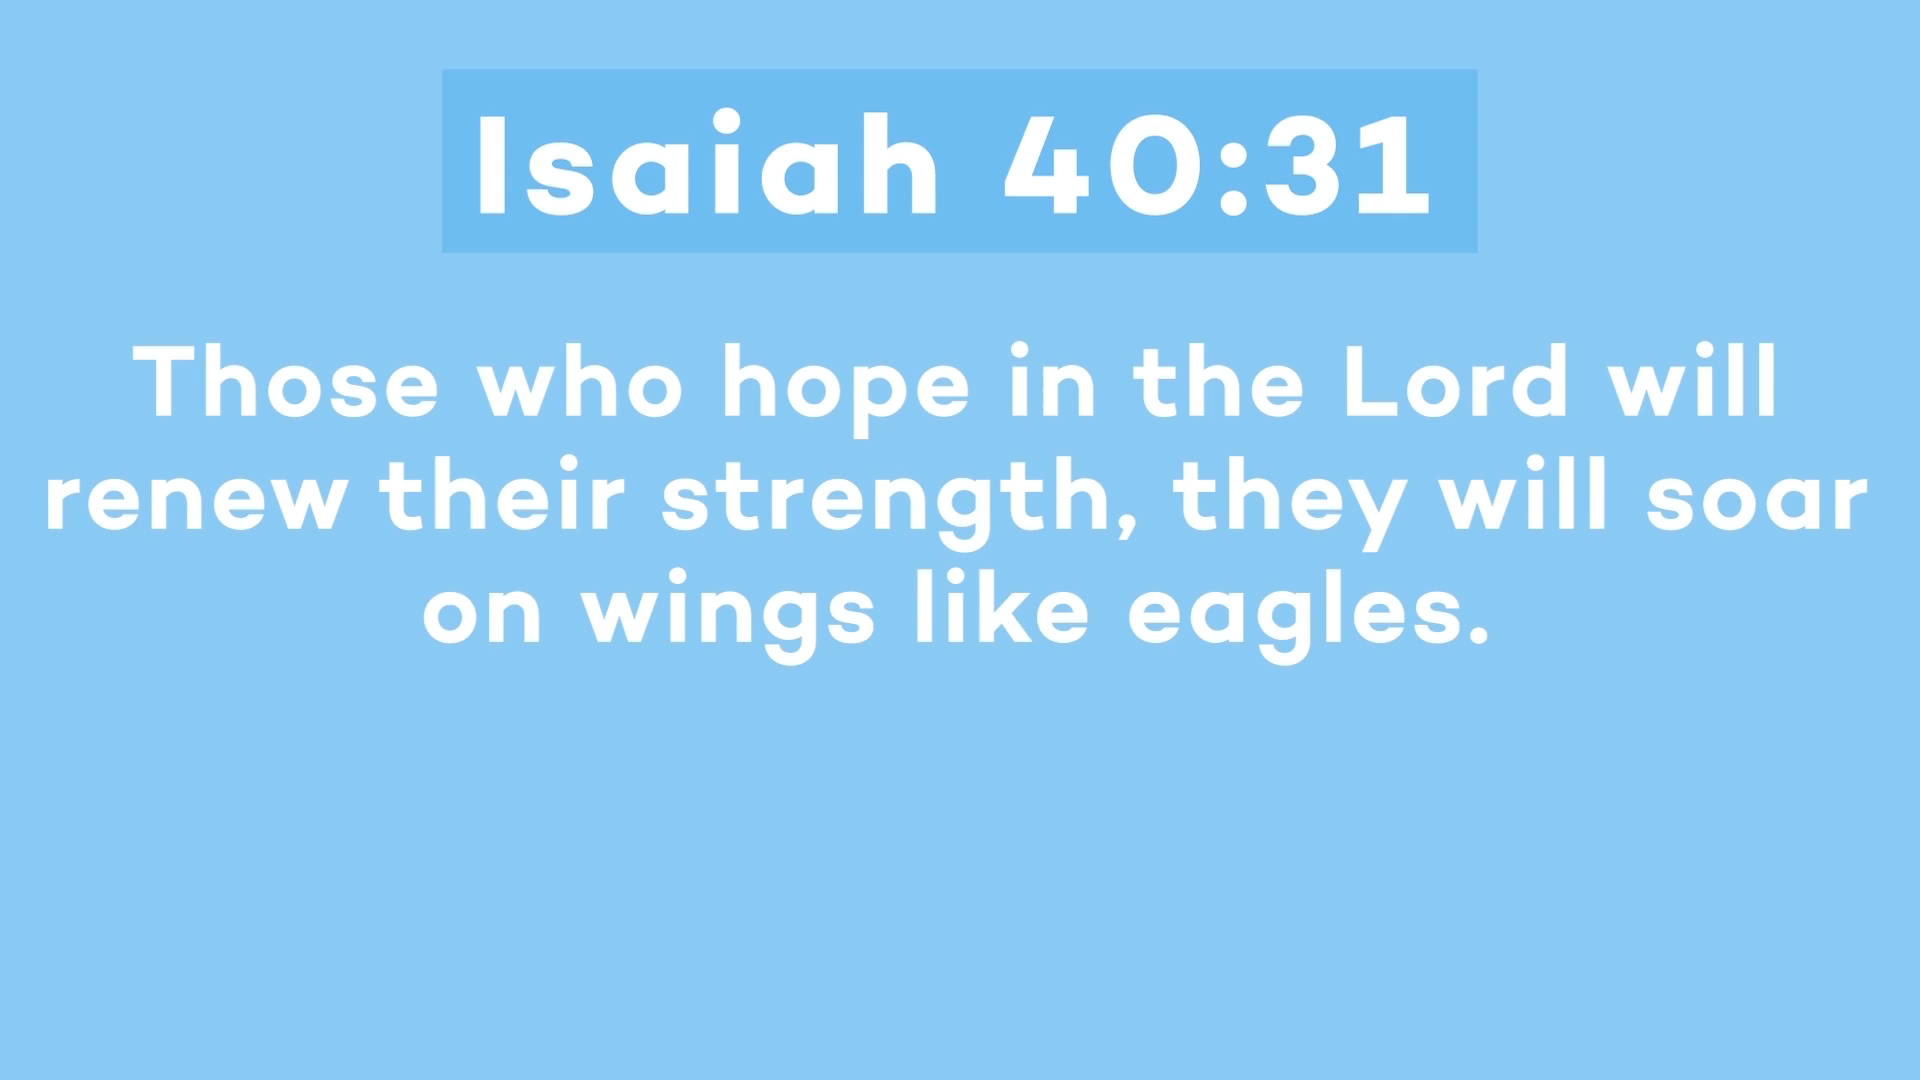 Isaiah 40:31
Those who hope in the Lord will
renew their strength, they will soar
on wings like eagles.